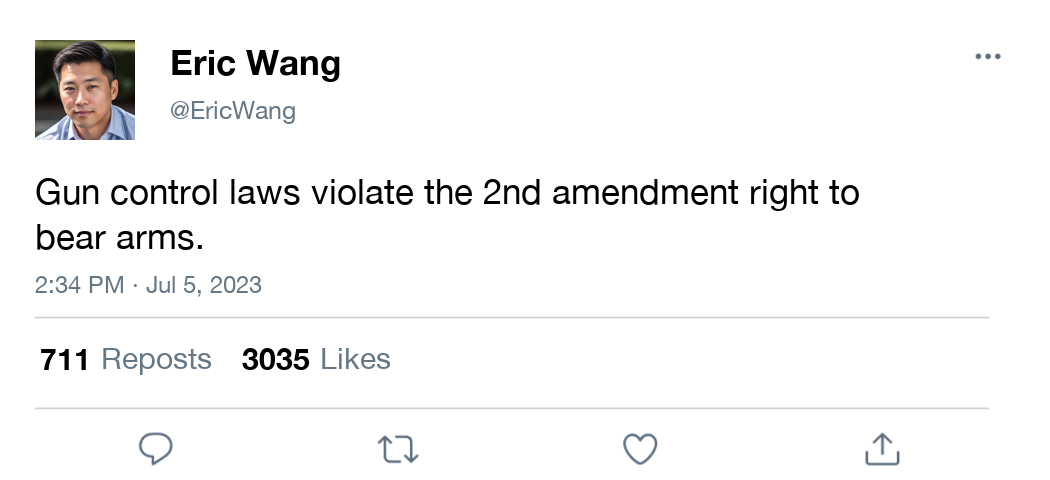 Eric Wang
@EricWang
Gun control laws violate the 2nd amendment right to
bear arms.
2:34 PM · Jul 5, 2023
711 Reposts 3035 Likes